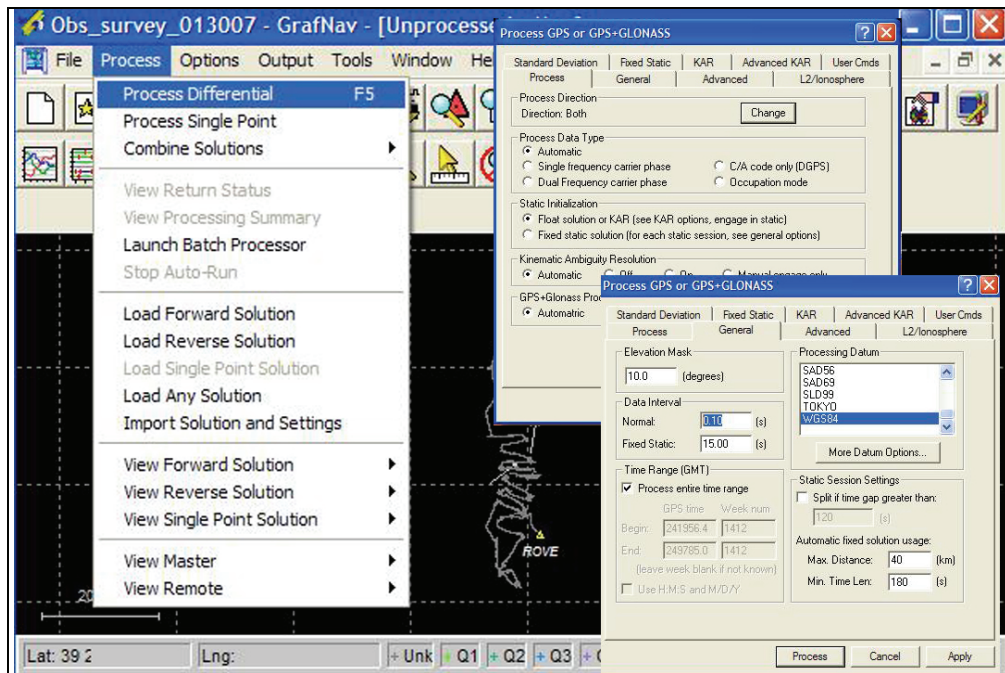 Obs_survey_013007 - GrafNav - [Unprocesse
File Process Options Output Tools Window He
Process Differential F5
Process Single Point
Combine Solutions
View Return Status
View Processing Summary
Launch Batch Processor
Stop Auto-Run
Load Forward Solution
Load Reverse Solution
Load Single Point Solution
Load Any Solution
Import Solution and Settings
View Forward Solution
View Reverse Solution
View Single Point Solution
View Master
View Remote
ROVE
20
Lat: 39 2
Lng:
Unk Q1 Q2 Q3
Process GPS or GPS+GLONASS
Standard Deviation Fixed Static KAR Advanced KAR User Cmds
Process General Advanced L2/Ionosphere
Process Direction
Direction: Both Change
Process Data Type
Automatic
Single frequency carrier phase C/A code only (DGPS)
Dual Frequency carrier phase Occupation mode
Static Initialization
Float solution or KAR (see KAR options, engage in static)
Fixed static solution (for each static session, see general options)
Kinematic Ambiguity Resolution
Automatic Off On Manual engage only
GPS+Glonass Proc
Automatric
Process GPS or GPS+GLONASS
Standard Deviation Fixed Static KAR Advanced KAR User Cmds
Process General Advanced L2/Ionosphere
Elevation Mask
10.0 (degrees)
Data Interval
Normal: 0.10 (s)
Fixed Static: 15.00 (s)
Time Range (GMT)
Process entire time range
GPS time Week num
Begin: 241956.4 1412
End: 249785.0 1412
(leave week blank if not known)
Use H:M:S and M/D/Y
Processing Datum
SAD56
SAD69
SLD99
TOKYO
WGS84
More Datum Options...
Static Session Settings
Split if time gap greater than:
120 (s)
Automatic fixed solution usage:
Max. Distance: 40 (km)
Min. Time Len: 180 (s)
Process Cancel Apply